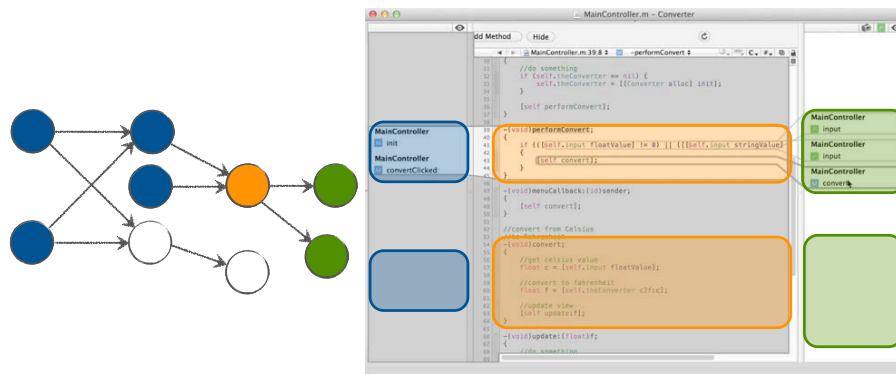 MainController.m – Converter
dd Method
Hide
MainController.m:39:8
-performConvert
C
#
{
//do something
if (self.theConverter == nil) {
self.theConverter = [[Converter alloc] init];
}
[self performConvert];
}
-(void)performConvert;
{
if (([self.input floatValue] != 0) || ([[self.input stringValue]
{
[self convert];
}
}
-(void)menuCallback:(id)sender;
{
[self convert];
}
//convert from Celsius
-(void)convert;
{
//get celsius value
float c = [self.input floatValue];
//convert to fahrenheit
float f = [self.theConverter c2f:c];
//update view
[self update:f];
}
-(void)update:(float)f;
{
//do something
MainController
init
MainController
convertClicked:
MainController
input
MainController
input
MainController
convert